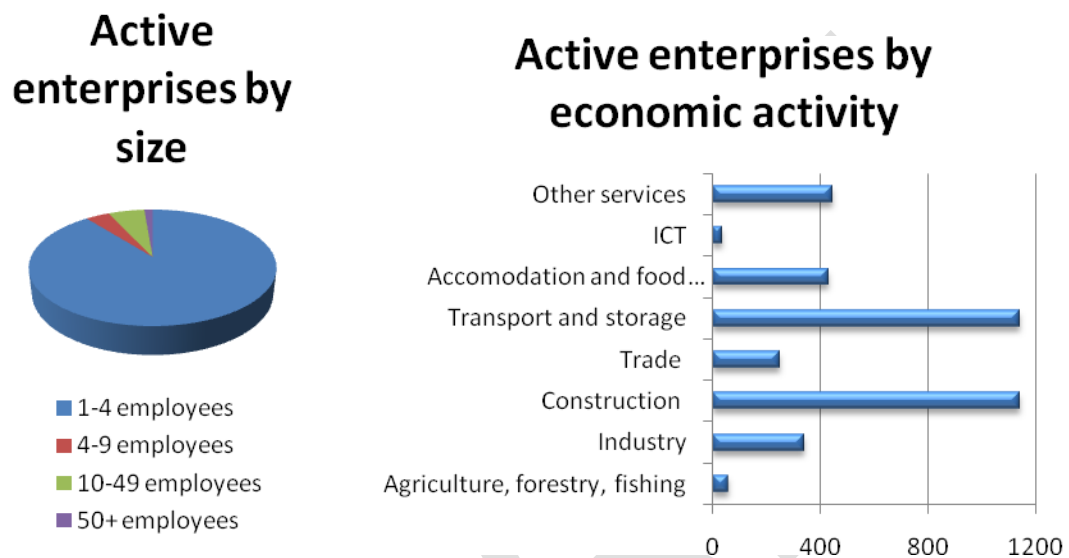 Active
enterprises by
size
1-4 employees
4-9 employees
10-49 employees
50+ employees
Active enterprises by
economic activity
Other services
ICT
Accomodation and food...
Transport and storage
Trade
Construction
Industry
Agriculture, forestry, fishing
0 400 800 1200